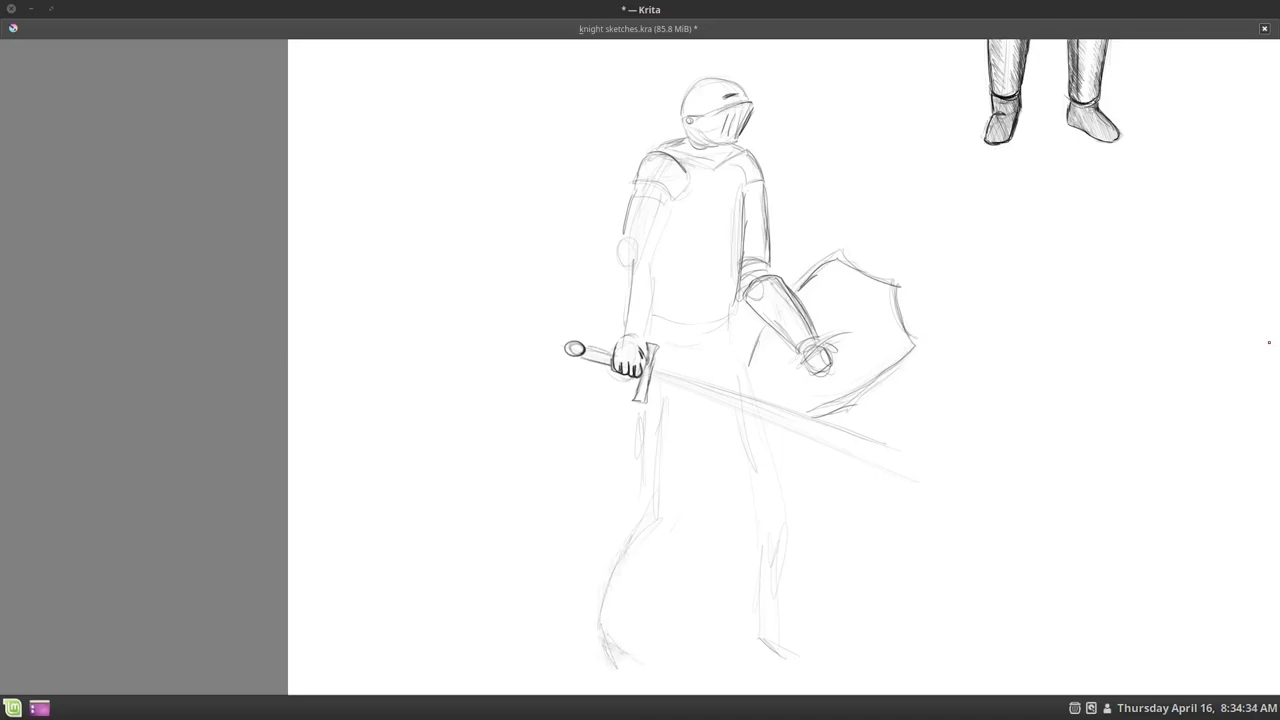 * — Krita
knight sketches.kra (85.8 MiB) *
Thursday April 16, 8:34:34 AM